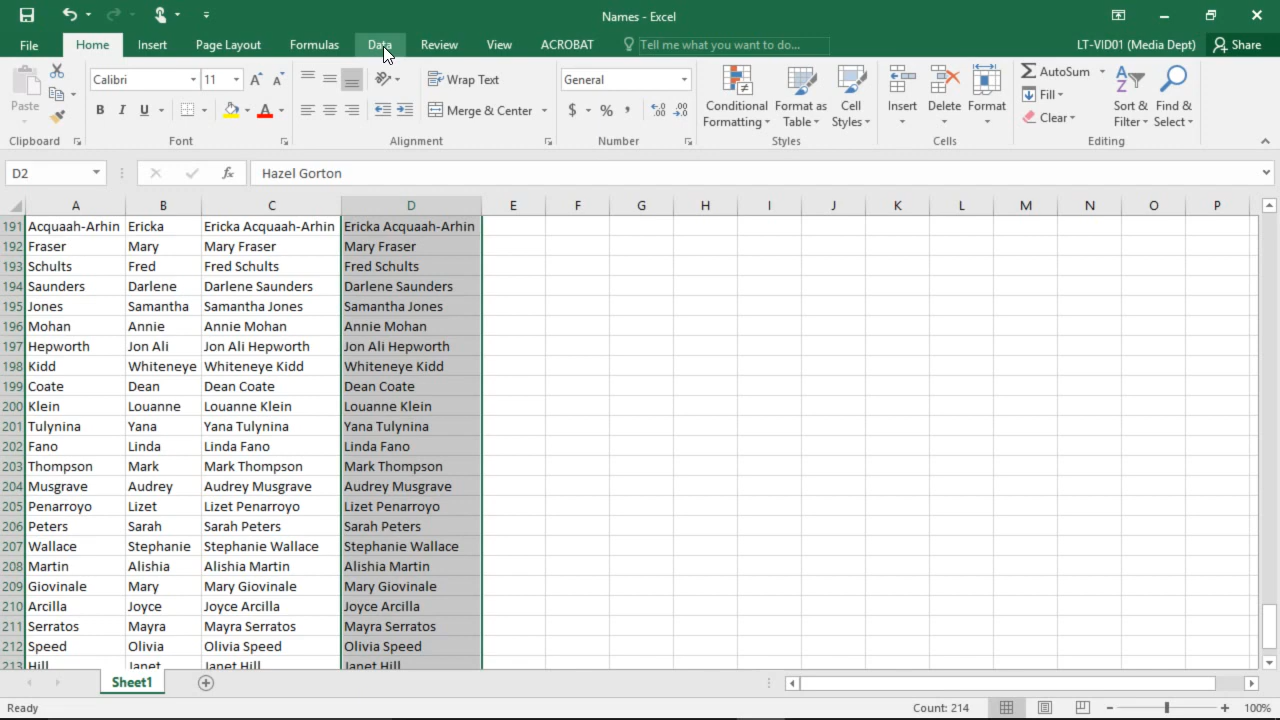 Names - Excel
File Home Insert Page Layout Formulas Data Review View ACROBAT Tell me what you want to do... LT-VID01 (Media Dept) Share
Calibri 11 Wrap Text General AutoSum
Paste B I U Merge & Center $ % Conditional Formatting Format as Table Cell Styles Insert Delete Format Fill Clear Sort & Filter Find & Select
Clipboard Font Alignment Number Styles Cells Editing
D2 fx Hazel Gorton
A B C D E F G H I J K L M N O P
191 Acquaah-Arhin Ericka Ericka Acquaah-Arhin Ericka Acquaah-Arhin
192 Fraser Mary Mary Fraser Mary Fraser
193 Schults Fred Fred Schults Fred Schults
194 Saunders Darlene Darlene Saunders Darlene Saunders
195 Jones Samantha Samantha Jones Samantha Jones
196 Mohan Annie Annie Mohan Annie Mohan
197 Hepworth Jon Ali Jon Ali Hepworth Jon Ali Hepworth
198 Kidd Whiteneye Whiteneye Kidd Whiteneye Kidd
199 Coate Dean Dean Coate Dean Coate
200 Klein Louanne Louanne Klein Louanne Klein
201 Tulynina Yana Yana Tulynina Yana Tulynina
202 Fano Linda Linda Fano Linda Fano
203 Thompson Mark Mark Thompson Mark Thompson
204 Musgrave Audrey Audrey Musgrave Audrey Musgrave
205 Penarroyo Lizet Lizet Penarroyo Lizet Penarroyo
206 Peters Sarah Sarah Peters Sarah Peters
207 Wallace Stephanie Stephanie Wallace Stephanie Wallace
208 Martin Alishia Alishia Martin Alishia Martin
209 Giovinale Mary Mary Giovinale Mary Giovinale
210 Arcilla Joyce Joyce Arcilla Joyce Arcilla
211 Serratos Mayra Mayra Serratos Mayra Serratos
212 Speed Olivia Olivia Speed Olivia Speed
213 Hill Janet Janet Hill Janet Hill
Sheet1
Ready Count: 214 100%